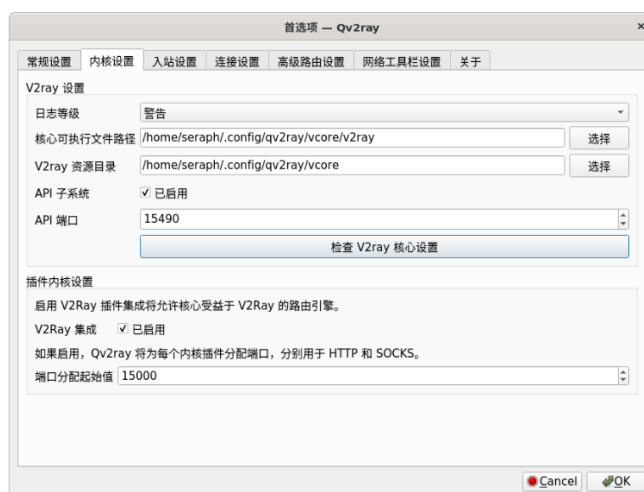 首选项 — Qv2ray
常规设置 内核设置 入站设置 连接设置 高级路由设置 网络工具栏设置 关于
V2ray 设置
日志等级 警告
核心可执行文件路径 /home/seraph/.config/qv2ray/vcore/v2ray 选择
V2ray 资源目录 /home/seraph/.config/qv2ray/vcore 选择
API 子系统 已启用
API 端口 15490
检查 V2ray 核心设置
插件内核设置
启用 V2Ray 插件集成将允许核心受益于 V2Ray 的路由引擎。
V2Ray 集成 已启用
如果启用，Qv2ray 将为每个内核插件分配端口，分别用于 HTTP 和 SOCKS。
端口分配起始值 15000
Cancel OK